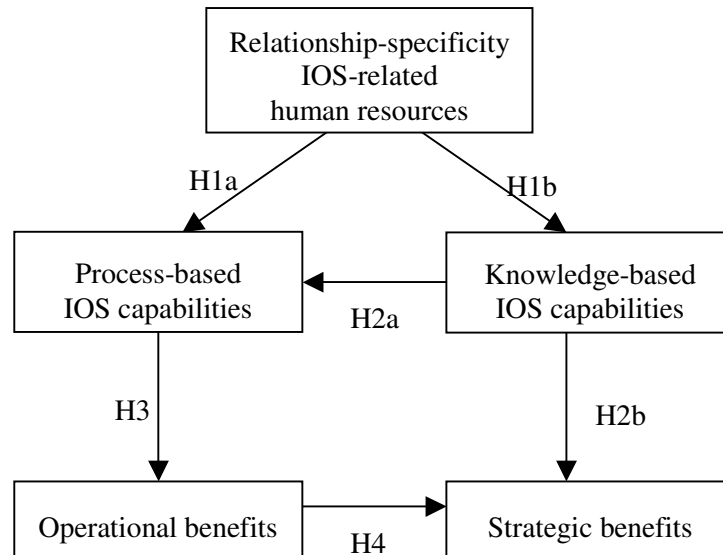 Relationship-specificity
IOS-related
human resources
H1a
H1b
Process-based
IOS capabilities
Knowledge-based
IOS capabilities
H2a
H3
H2b
Operational benefits
Strategic benefits
H4